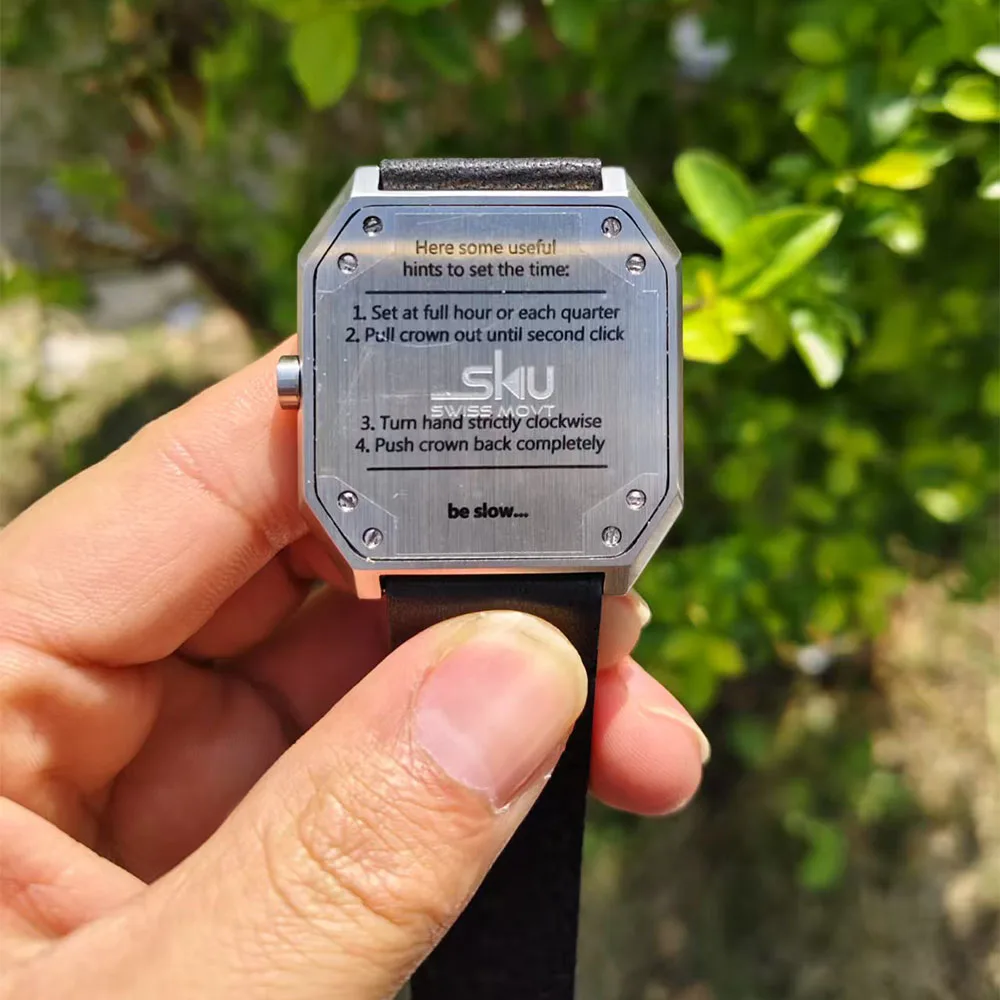 Here some useful
hints to set the time:
1. Set at full hour or each quarter
2. Pull crown out until second click
sku
SWISS MOVT
3. Turn hand strictly clockwise
4. Push crown back completely
be slow...